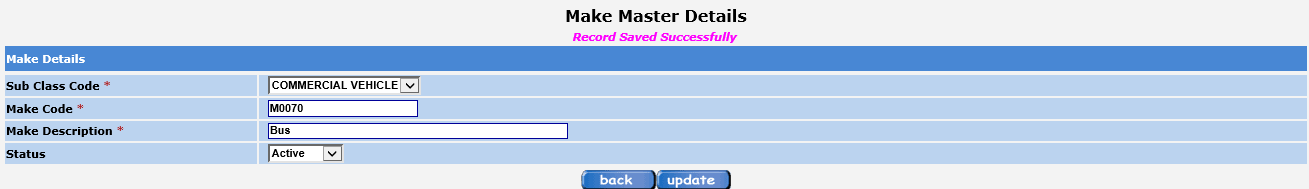 Make Master Details
Record Saved Successfully
Make Details
Sub Class Code * COMMERCIAL VEHICLE
Make Code * M0070
Make Description * Bus
Status Active
back update